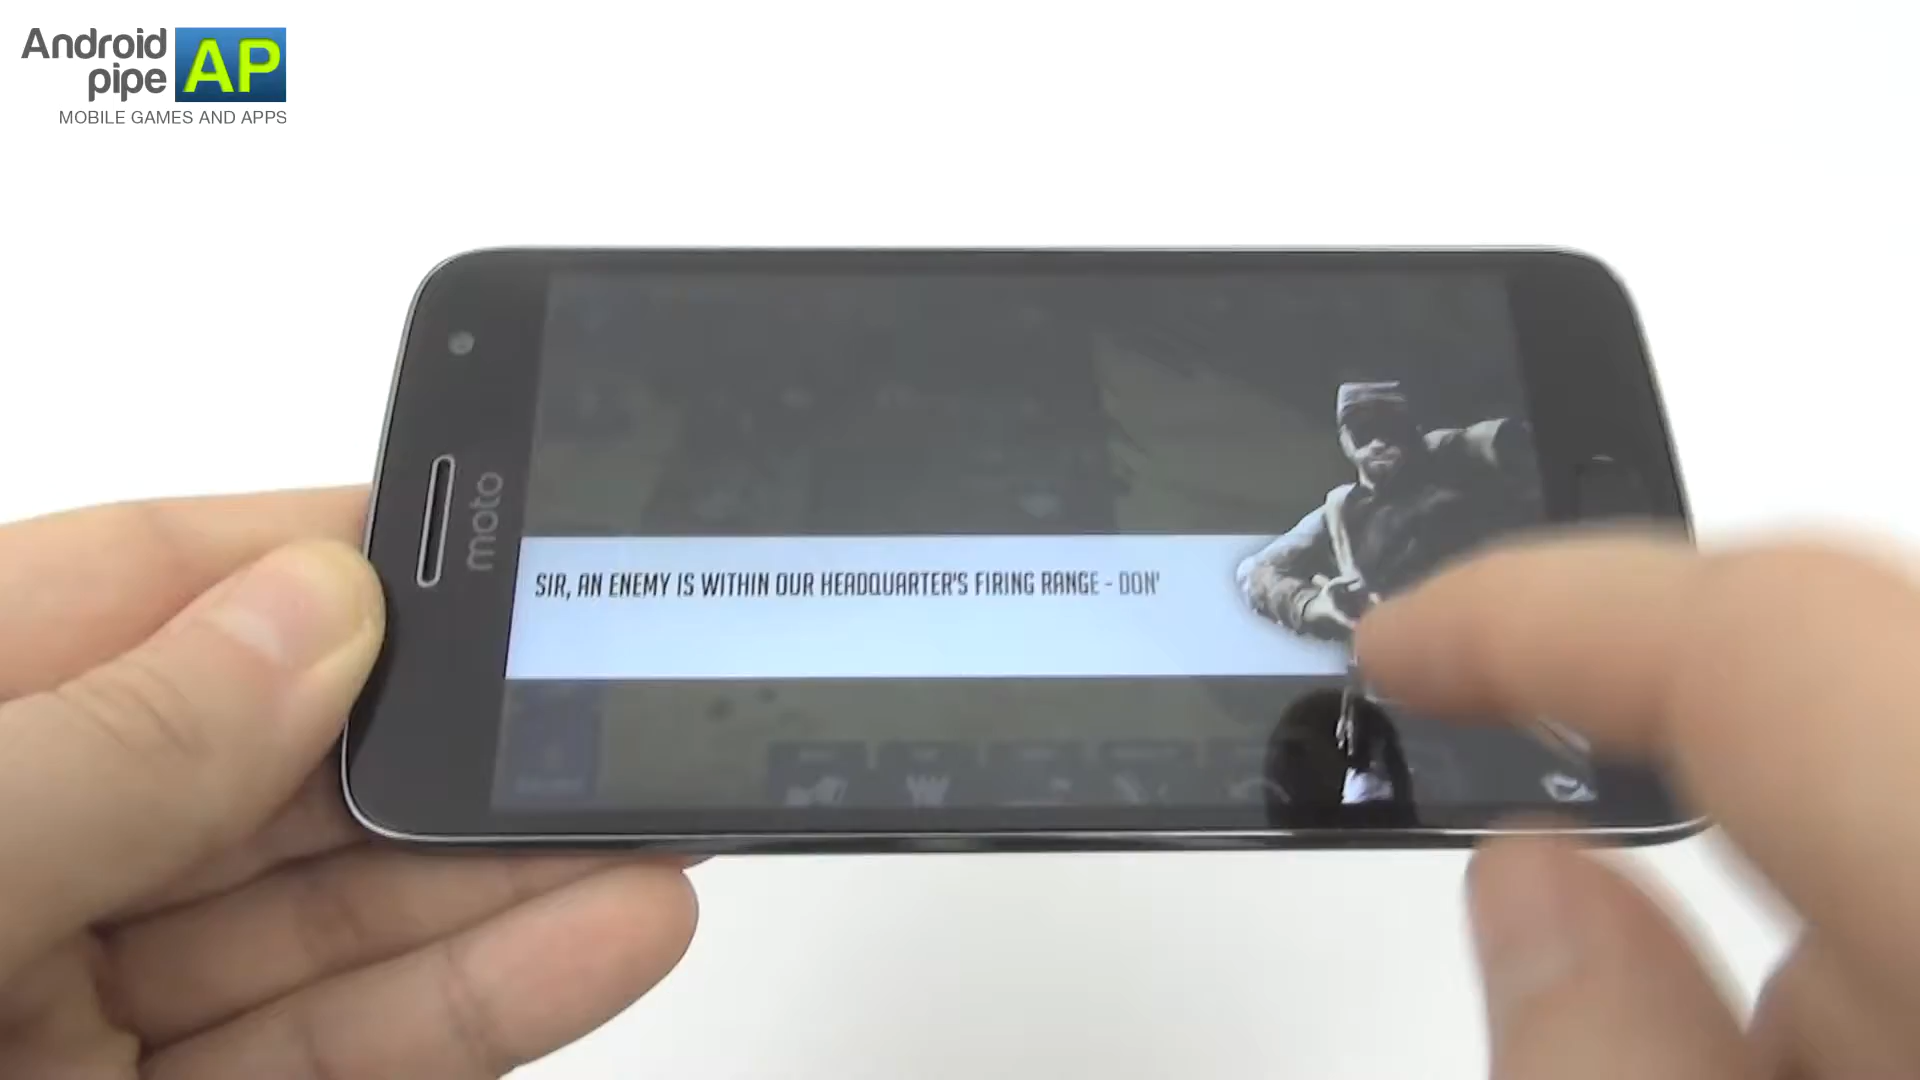 Android
pipe
AP
MOBILE GAMES AND APPS
moto
SIR, AN ENEMY IS WITHIN OUR HEADQUARTER'S FIRING RANGE - DON'